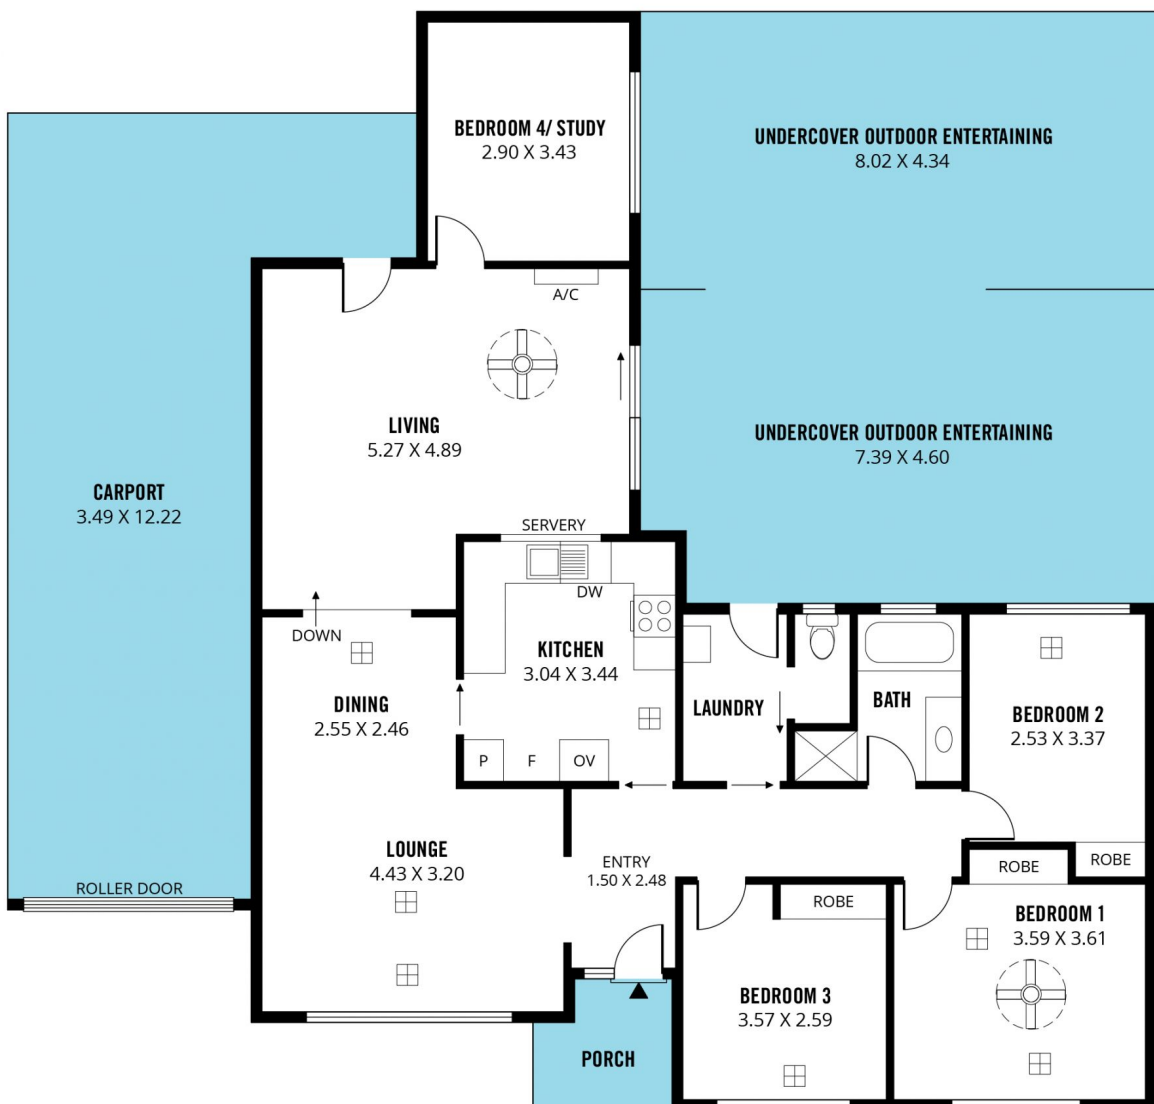 BEDROOM 4/ STUDY
2.90 X 3.43
UNDERCOVER OUTDOOR ENTERTAINING
8.02 X 4.34
A/C
LIVING
5.27 X 4.89
UNDERCOVER OUTDOOR ENTERTAINING
7.39 X 4.60
CARPORT
3.49 X 12.22
SERVERY
DW
DOWN
KITCHEN
3.04 X 3.44
DINING
2.55 X 2.46
LAUNDRY
BATH
BEDROOM 2
2.53 X 3.37
P
F
OV
LOUNGE
4.43 X 3.20
ENTRY
1.50 X 2.48
ROBE
ROBE
ROLLER DOOR
ROBE
BEDROOM 1
3.59 X 3.61
BEDROOM 3
3.57 X 2.59
PORCH